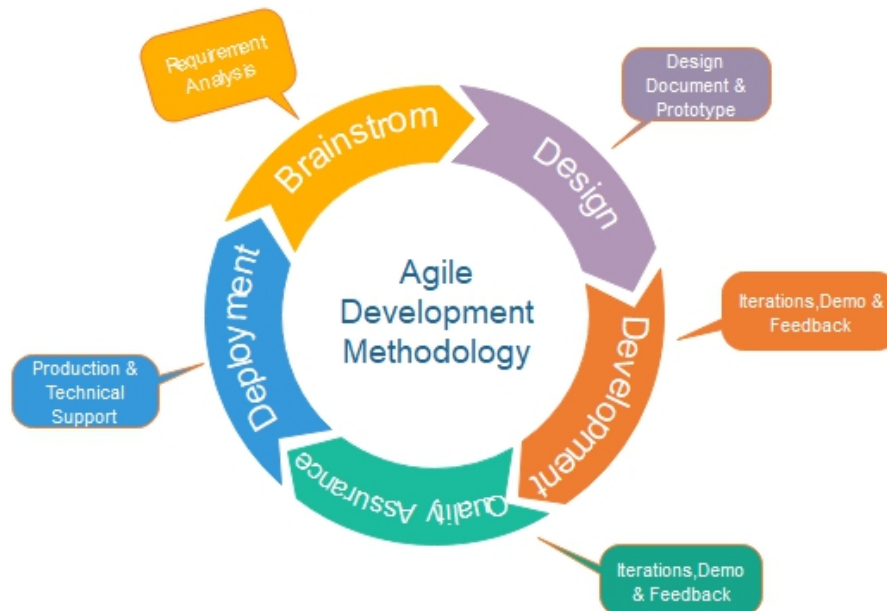 Requirement
Analysis
Brainstrom
Design
Document &
Prototype
Design
Agile
Development
Methodology
Iterations,Demo &
Feedback
Development
Production &
Technical
Support
Deployment
Quality Assurance
Iterations,Demo
& Feedback